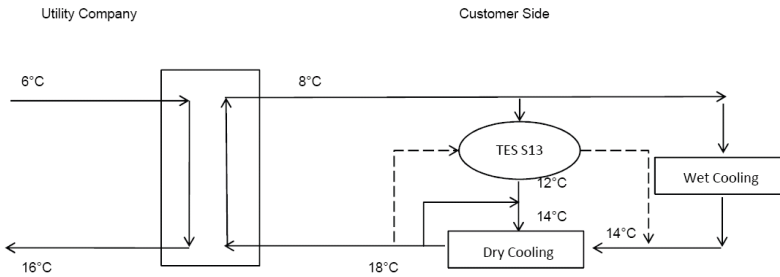 Utility Company
Customer Side
6°C
8°C
TES S13
12°C
Wet Cooling
14°C
14°C
Dry Cooling
16°C
18°C